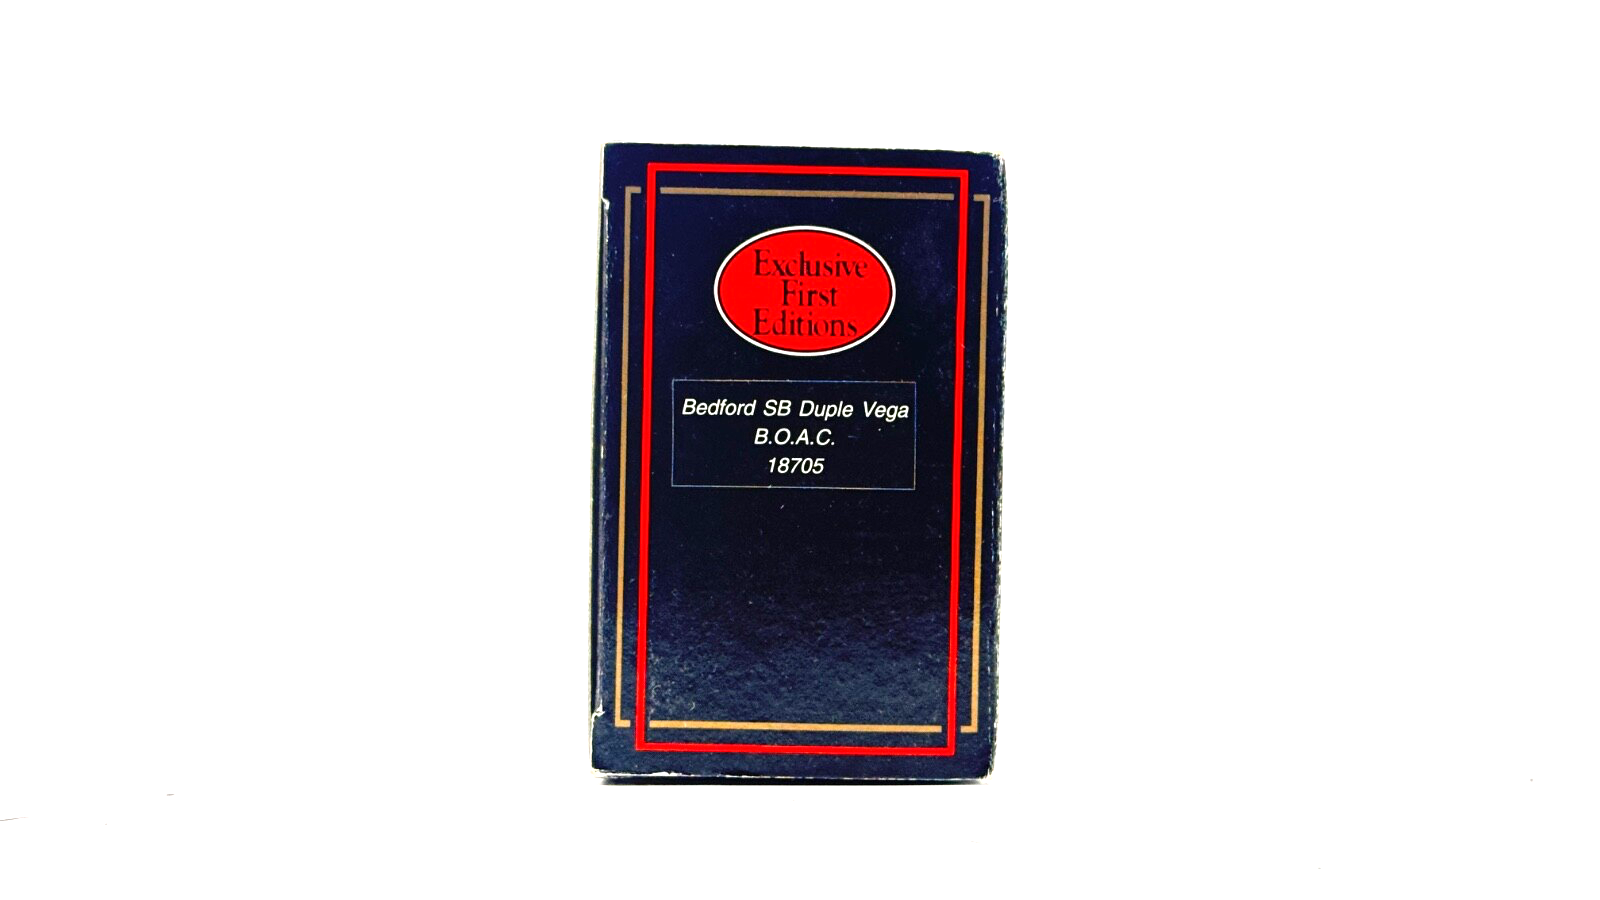 Exclusive
First
Editions
Bedford SB Duple Vega
B.O.A.C.
18705